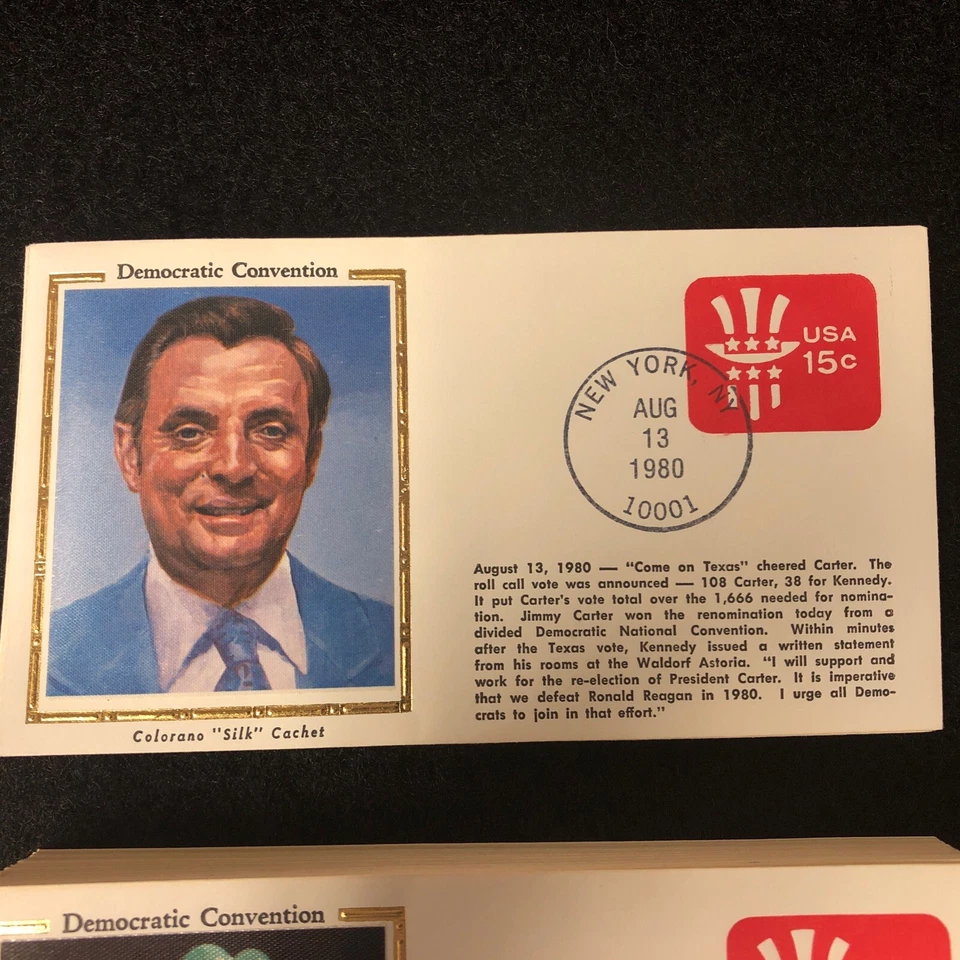 Democratic Convention
USA
15c
NEW YORK, NY
AUG
13
1980
10001
August 13, 1980 — "Come on Texas" cheered Carter. The
roll call vote was announced — 108 Carter, 38 for Kennedy.
It put Carter's vote total over the 1,666 needed for nomina-
tion. Jimmy Carter won the renomination today from a
divided Democratic National Convention. Within minutes
after the Texas vote, Kennedy issued a written statement
from his rooms at the Waldorf Astoria. "I will support and
work for the re-election of President Carter. It is imperative
that we defeat Ronald Reagan in 1980. I urge all Demo-
crats to join in that effort."
Colorano "Silk" Cachet
Democratic Convention
USA